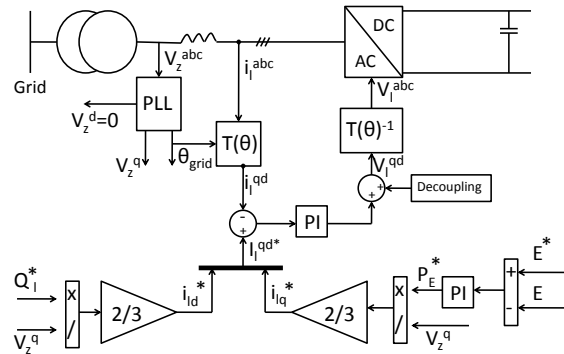 DC
AC
Grid
V_z^abc
i_l^abc
V_l^abc
PLL
V_z^d=0
V_z^q
θ_grid
T(θ)
T(θ)^-1
i_l^qd
V_l^qd
Decoupling
-
+
+
+
PI
I_l^qd*
Q_l^*
x
/
2/3
i_ld^*
i_lq^*
2/3
x
/
P_E^*
PI
+
-
E^*
E
V_z^q
V_z^q